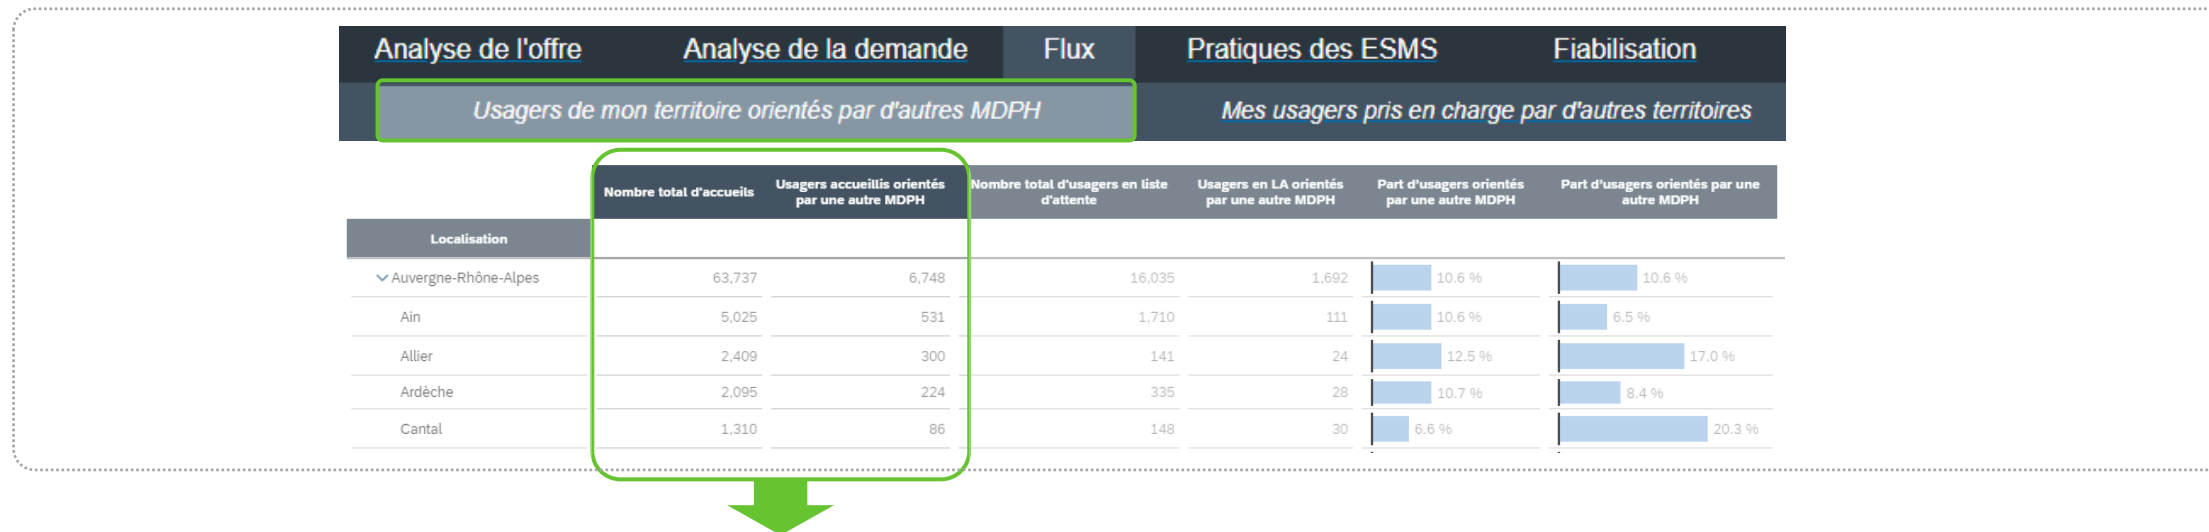 Analyse de l'offre Analyse de la demande Flux Pratiques des ESMS Fiabilisation
Usagers de mon territoire orientés par d'autres MDPH Mes usagers pris en charge par d'autres territoires
Nombre total d'accueils Usagers accueillis orientés par une autre MDPH Nombre total d'usagers en liste d'attente Usagers en LA orientés par une autre MDPH Part d'usagers orientés par une autre MDPH Part d'usagers orientés par une autre MDPH
Localisation
Auvergne-Rhône-Alpes 63,737 6,748 16,035 1,692 10.6 % 10.6 %
Ain 5,025 531 1,710 111 10.6 % 6.5 %
Allier 2,409 300 141 24 12.5 % 17.0 %
Ardèche 2,095 224 335 28 10.7 % 8.4 %
Cantal 1,310 86 148 30 6.6 % 20.3 %